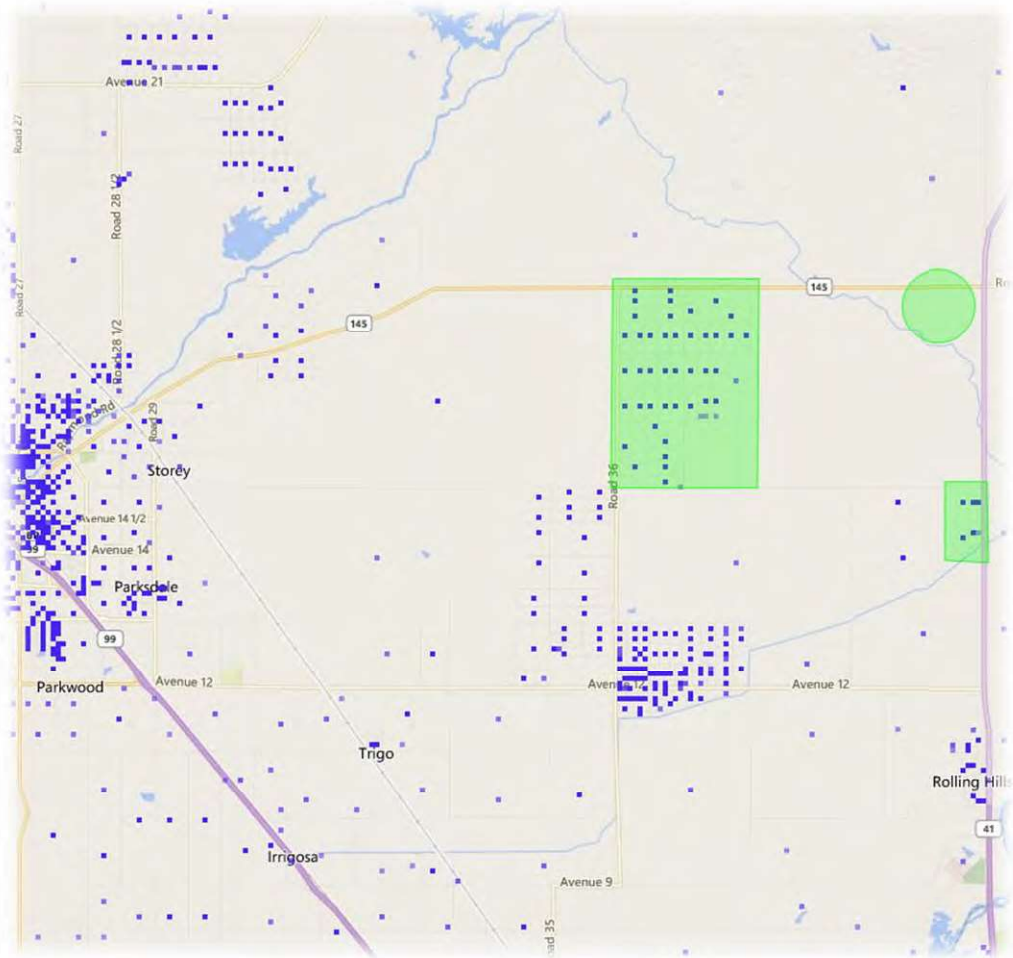 Avenue 21
Road 27
Road 28 1/2
Road 27
145
145
Road 28 1/2
Road 29
Storey
Road 36
Avenue 14 1/2
Avenue 14
99
Parksdale
99
Avenue 12
Parkwood
Avenue 12
Avenue 12
Trigo
Rolling Hills
41
Irrigosa
Avenue 9